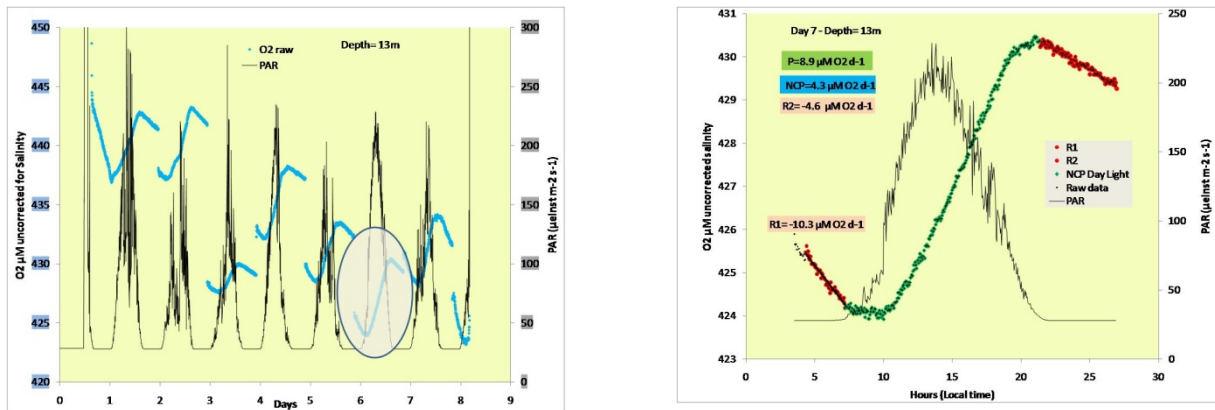 450
445
440
435
430
425
420
O2 µM uncorrected for Salinity
0 1 2 3 4 5 6 7 8 9
Days
300
250
200
150
100
50
0
PAR (µeInst m-2 s-1)
Depth= 13m
O2 raw
PAR
431
430
429
428
427
426
425
424
423
O2 µM uncorrected salinity
0 5 10 15 20 25 30
Hours (Local time)
250
200
150
100
50
0
PAR (µeInst m-2 s-1)
Day 7 - Depth= 13m
P=8.9 µM O2 d-1
NCP=4.3 µM O2 d-1
R2= -4.6 µM O2 d-1
R1= -10.3 µM O2 d-1
R1
R2
NCP Day Light
Raw data
PAR